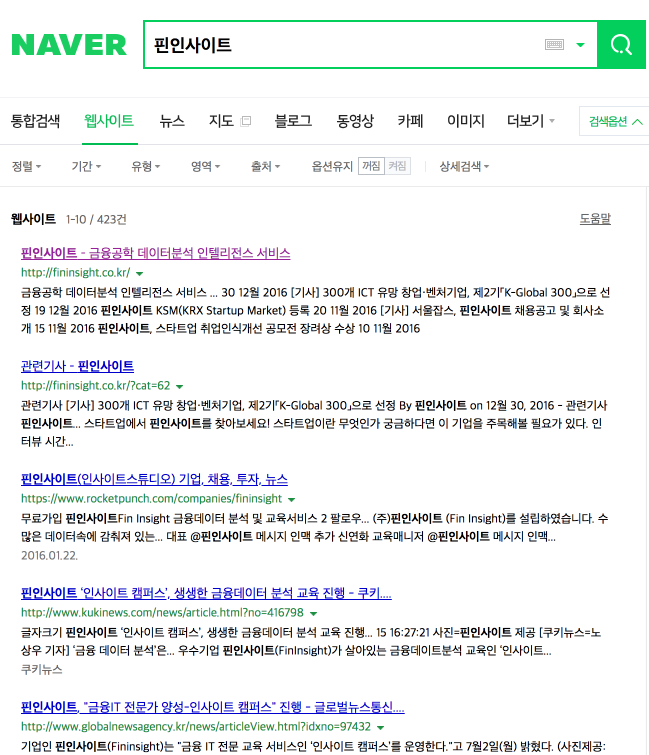 NAVER
핀인사이트
통합검색 웹사이트 뉴스 지도 블로그 동영상 카페 이미지 더보기 검색옵션
정렬 기간 유형 영역 출처 옵션유지 꺼짐 켜짐 상세검색
웹사이트 1-10 / 423건 도움말
핀인사이트 - 금융공학 데이터분석 인텔리전스 서비스
http://fininsight.co.kr/
금융공학 데이터분석 인텔리전스 서비스 ... 30 12월 2016 [기사] 300개 ICT 유망 창업·벤처기업, 제2기「K-Global 300」으로 선
정 19 12월 2016 핀인사이트 KSM(KRX Startup Market) 등록 20 11월 2016 [기사] 서울잡스, 핀인사이트 채용공고 및 회사소
개 15 11월 2016 핀인사이트, 스타트업 취업인식개선 공모전 장려상 수상 10 11월 2016
관련기사 - 핀인사이트
http://fininsight.co.kr/?cat=62
관련기사 [기사] 300개 ICT 유망 창업·벤처기업, 제2기「K-Global 300」으로 선정 By 핀인사이트 on 12월 30, 2016 - 관련기사
핀인사이트... 스타트업에서 핀인사이트를 찾아보세요! 스타트업이란 무엇인가 궁금하다면 이 기업을 주목해볼 필요가 있다. 인
터뷰 시간...
핀인사이트(인사이트스튜디오) 기업, 채용, 투자, 뉴스
https://www.rocketpunch.com/companies/fininsight
무료가입 핀인사이트Fin Insight 금융데이터 분석 및 교육서비스 2 팔로우... (주)핀인사이트 (Fin Insight)를 설립하였습니다. 수
많은 데이터속에 감춰져 있는... 대표 @핀인사이트 메시지 인맥 추가 신연화 교육매니저 @핀인사이트 메시지 인맥...
2016.01.22.
핀인사이트 ‘인사이트 캠퍼스’, 생생한 금융데이터 분석 교육 진행 - 쿠키....
http://www.kukinews.com/news/article.html?no=416798
글자크기 핀인사이트 ‘인사이트 캠퍼스’, 생생한 금융데이터 분석 교육 진행... 15 16:27:21 사진=핀인사이트 제공 [쿠키뉴스=노
상우 기자] ‘금융 데이터 분석’은... 우수기업 핀인사이트(FinInsight)가 살아있는 금융데이트분석 교육인 ‘인사이트...
쿠키뉴스
핀인사이트, "금융IT 전문가 양성-인사이트 캠퍼스" 진행 - 글로벌뉴스통신....
http://www.globalnewsagency.kr/news/articleView.html?idxno=97432
기업인 핀인사이트(Fininsight)는 "금융 IT 전문 교육 서비스인 '인사이트 캠퍼스'를 운영한다."고 7월2일(월) 밝혔다. (사진제공: